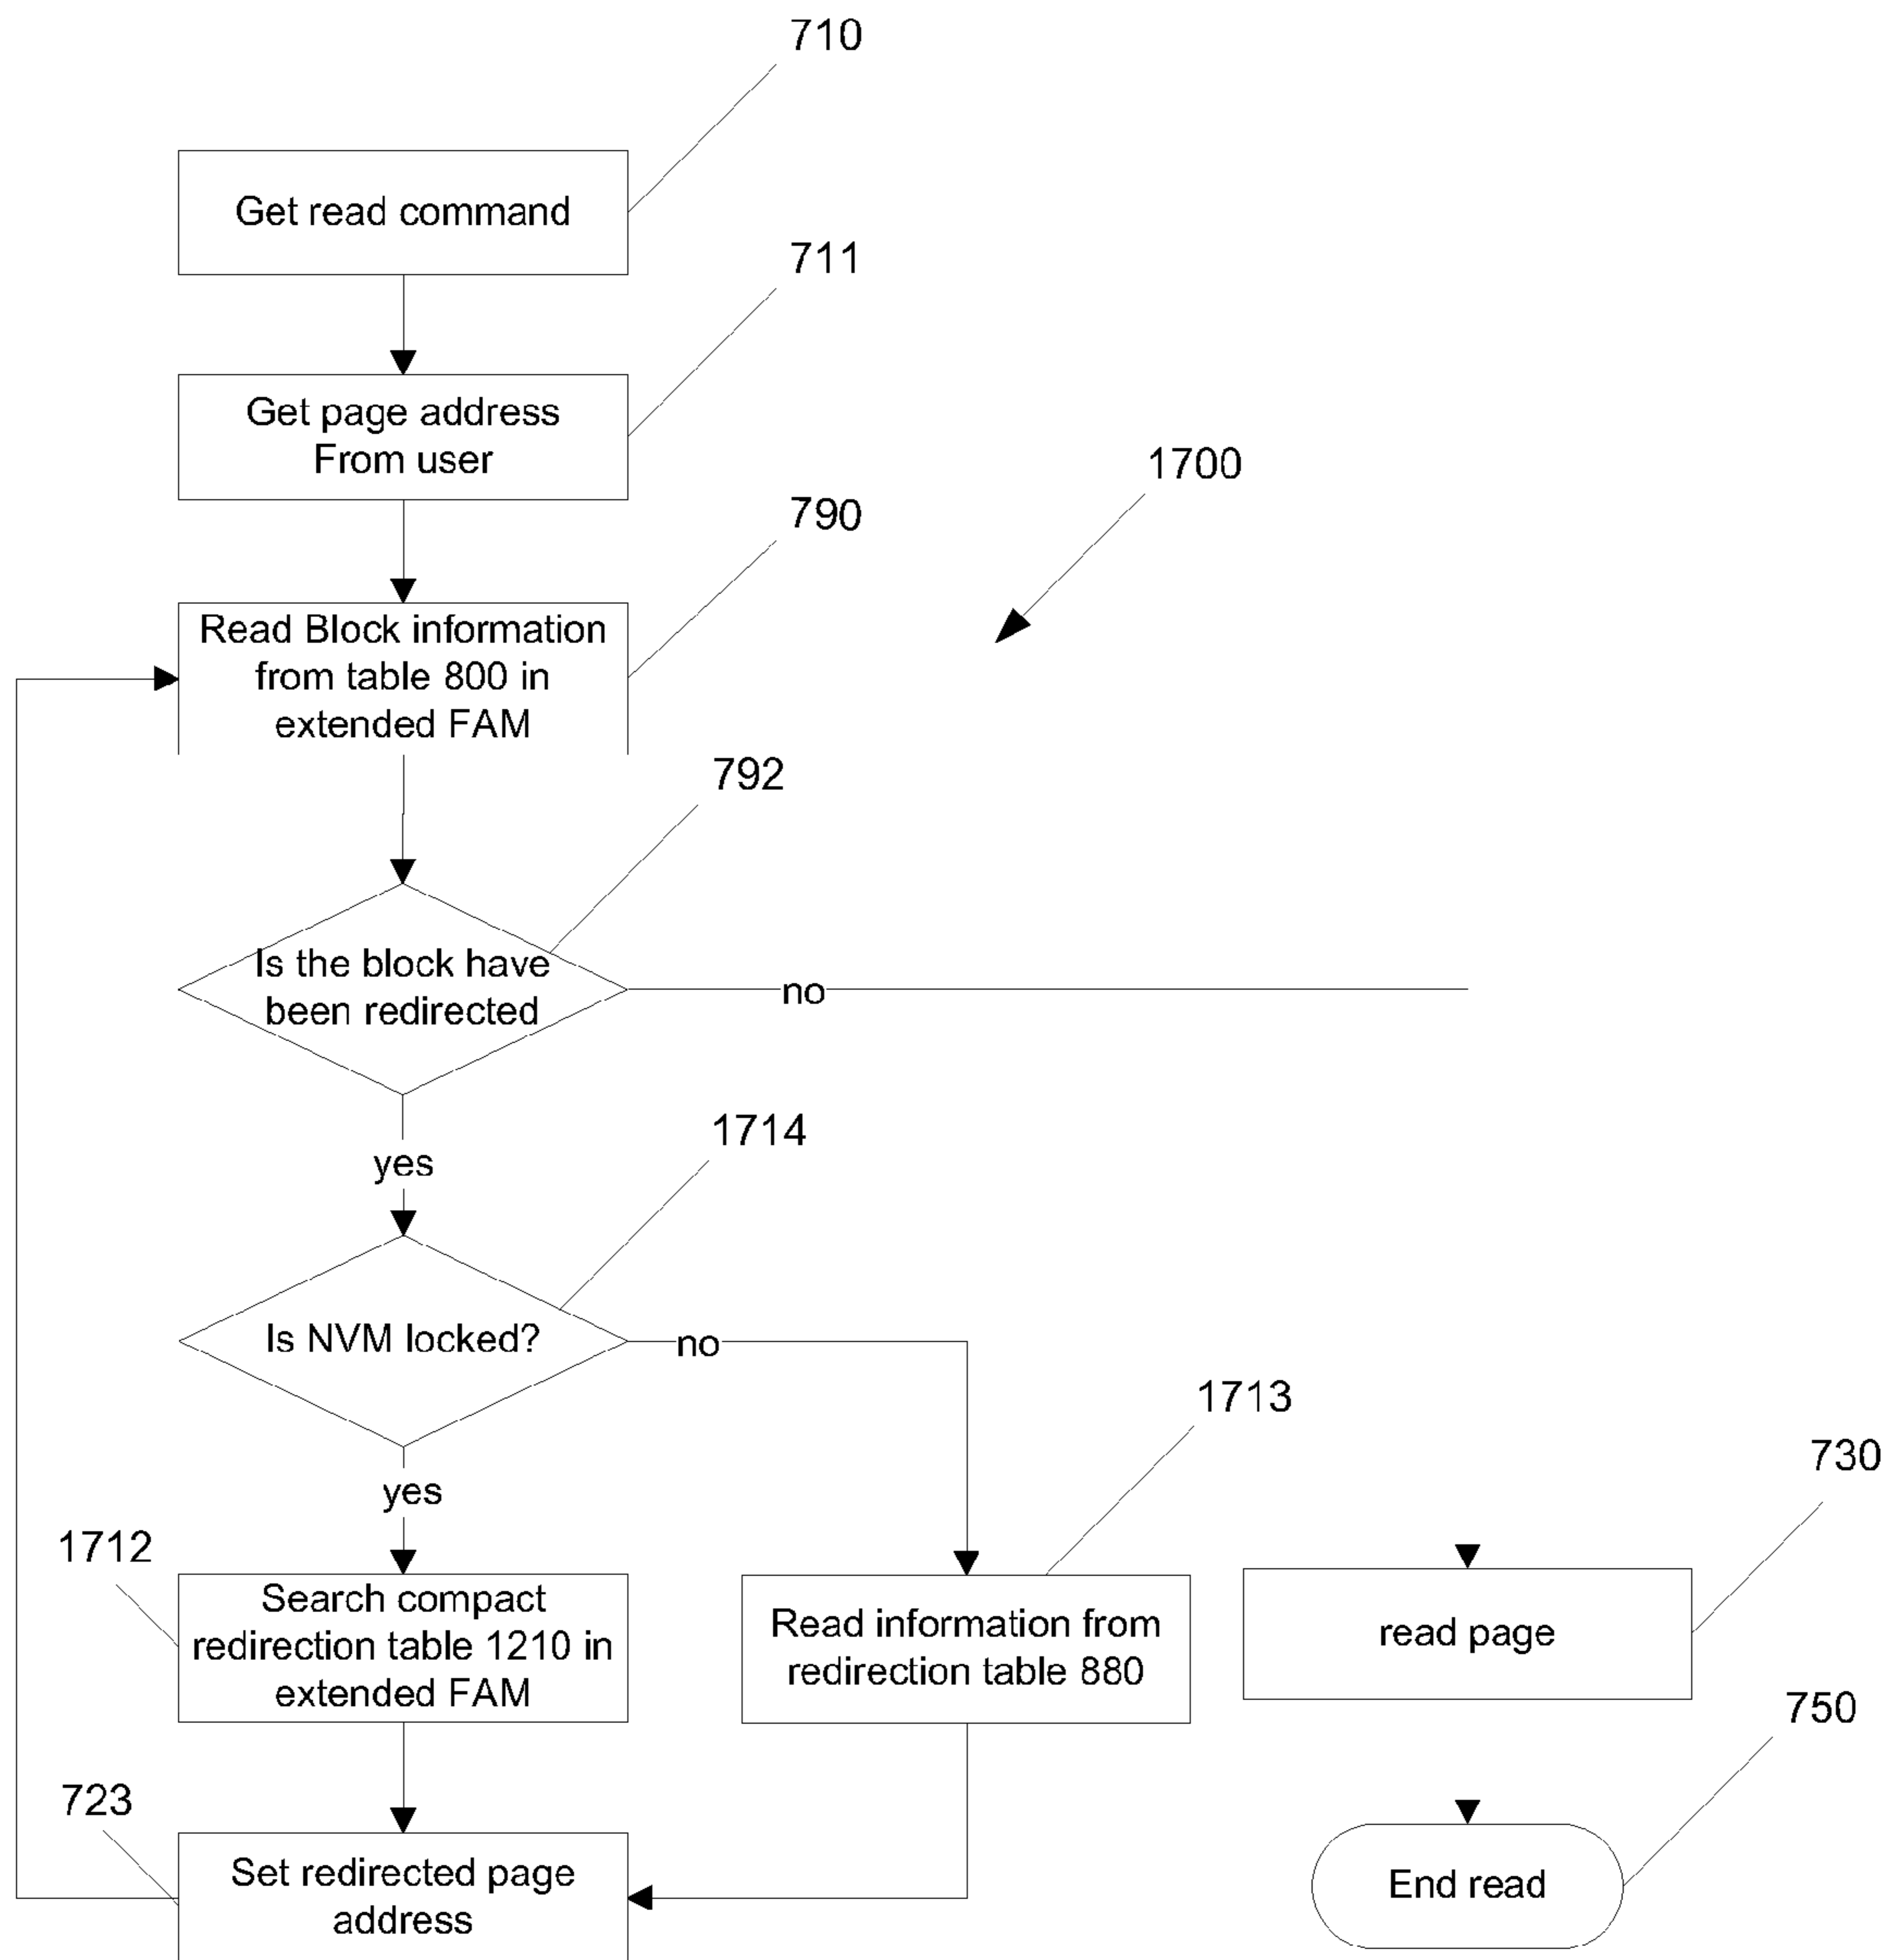 710
Get read command
711
Get page address
From user
1700
790
Read Block information
from table 800 in
extended FAM
792
Is the block have
been redirected
no
1714
yes
Is NVM locked?
no
1713
730
yes
1712
Search compact
redirection table 1210 in
extended FAM
Read information from
redirection table 880
read page
750
723
Set redirected page
address
End read